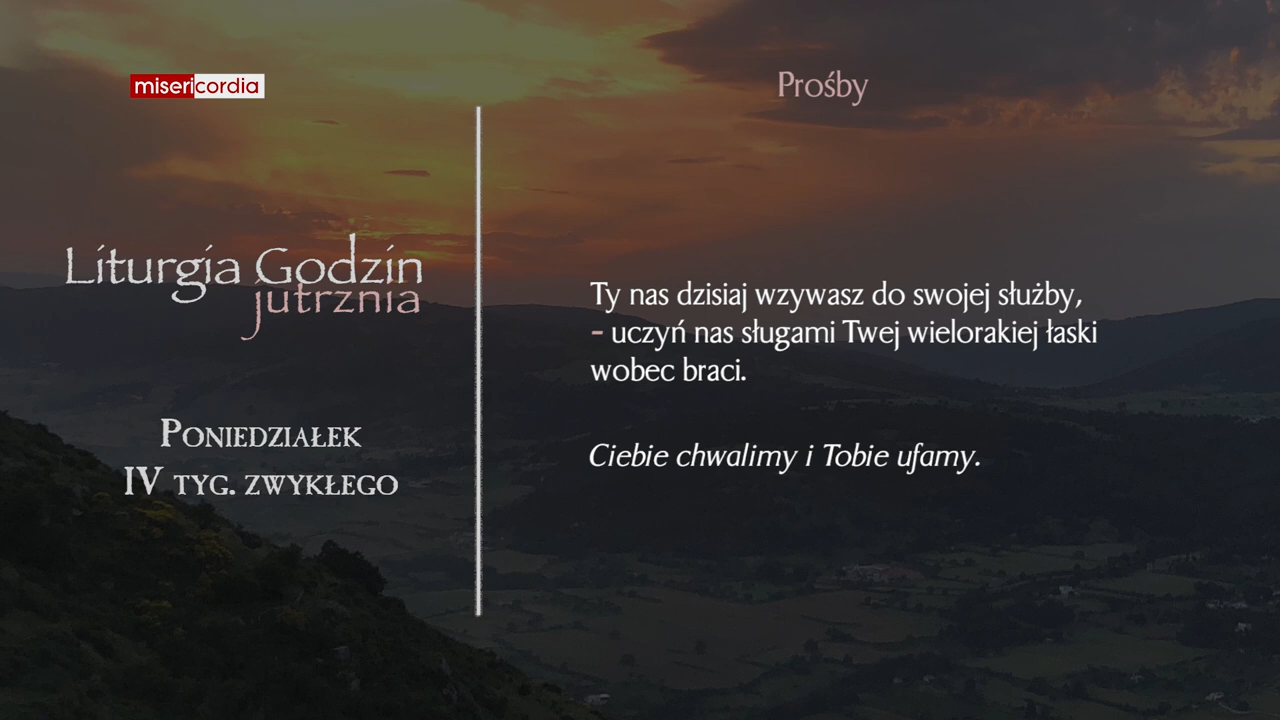 misericordia
Prośby
Liturgia Godzin
jutrznia
Poniedziałek
IV tyg. zwykłego
Ty nas dzisiaj wzywasz do swojej służby,
- uczyń nas sługami Twej wielorakiej łaski
wobec braci.
Ciebie chwalimy i Tobie ufamy.